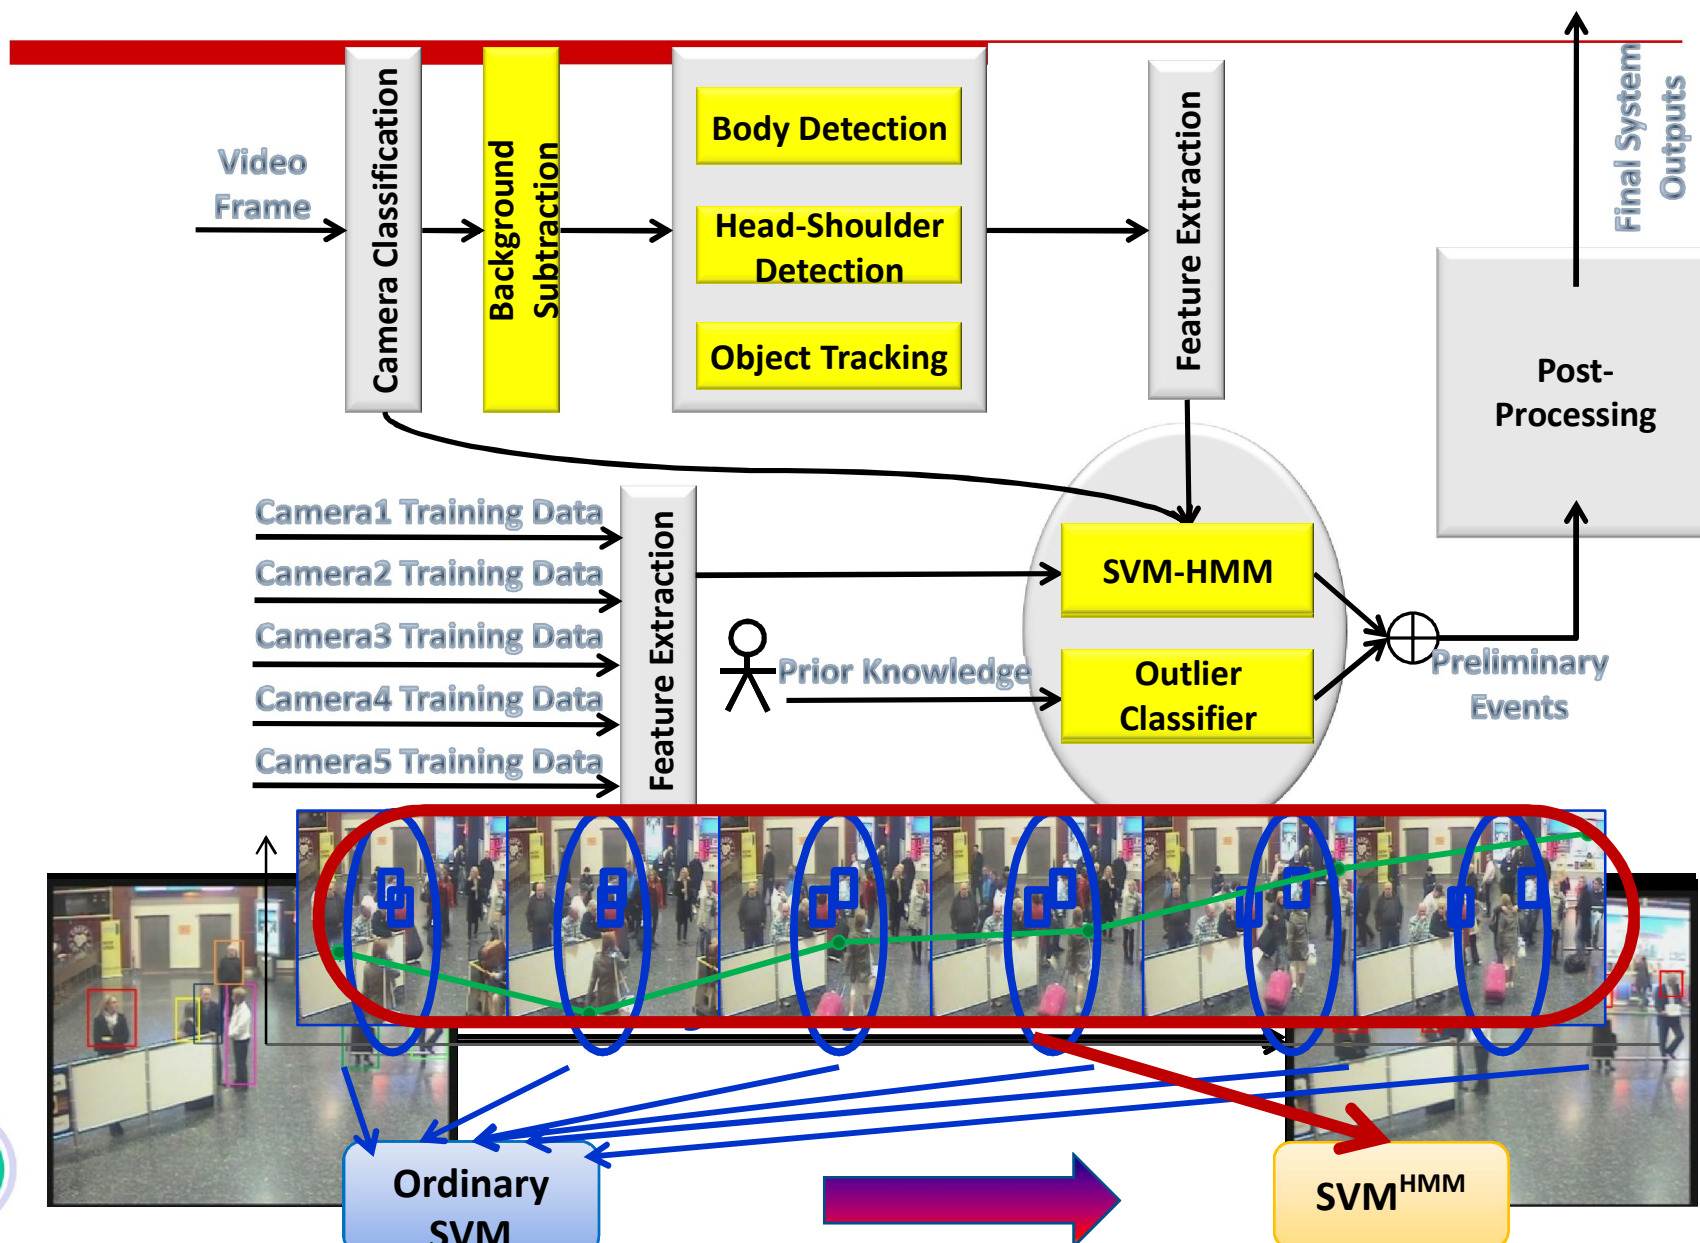 Video
Frame
Camera Classification
Background
Subtraction
Body Detection
Head-Shoulder
Detection
Object Tracking
Feature Extraction
Final System
Outputs
Post-
Processing
Camera1 Training Data
Camera2 Training Data
Camera3 Training Data
Camera4 Training Data
Camera5 Training Data
Feature Extraction
Prior Knowledge
SVM-HMM
Outlier
Classifier
Preliminary
Events
Ordinary
SVM
SVM^HMM